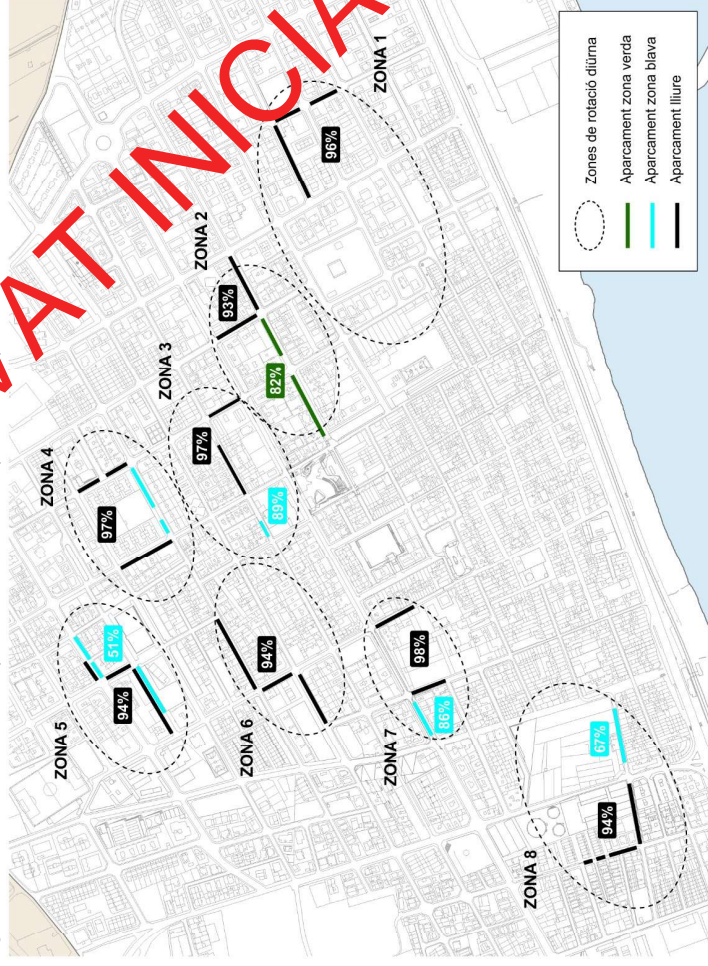 VAT INICIA
ZONA 1
96%
ZONA 2
93%
82%
ZONA 3
97%
89%
ZONA 4
97%
ZONA 5
51%
94%
ZONA 6
94%
ZONA 7
98%
86%
ZONA 8
67%
94%
Zones de rotació diürna
Aparcament zona verda
Aparcament zona blava
Aparcament lliure